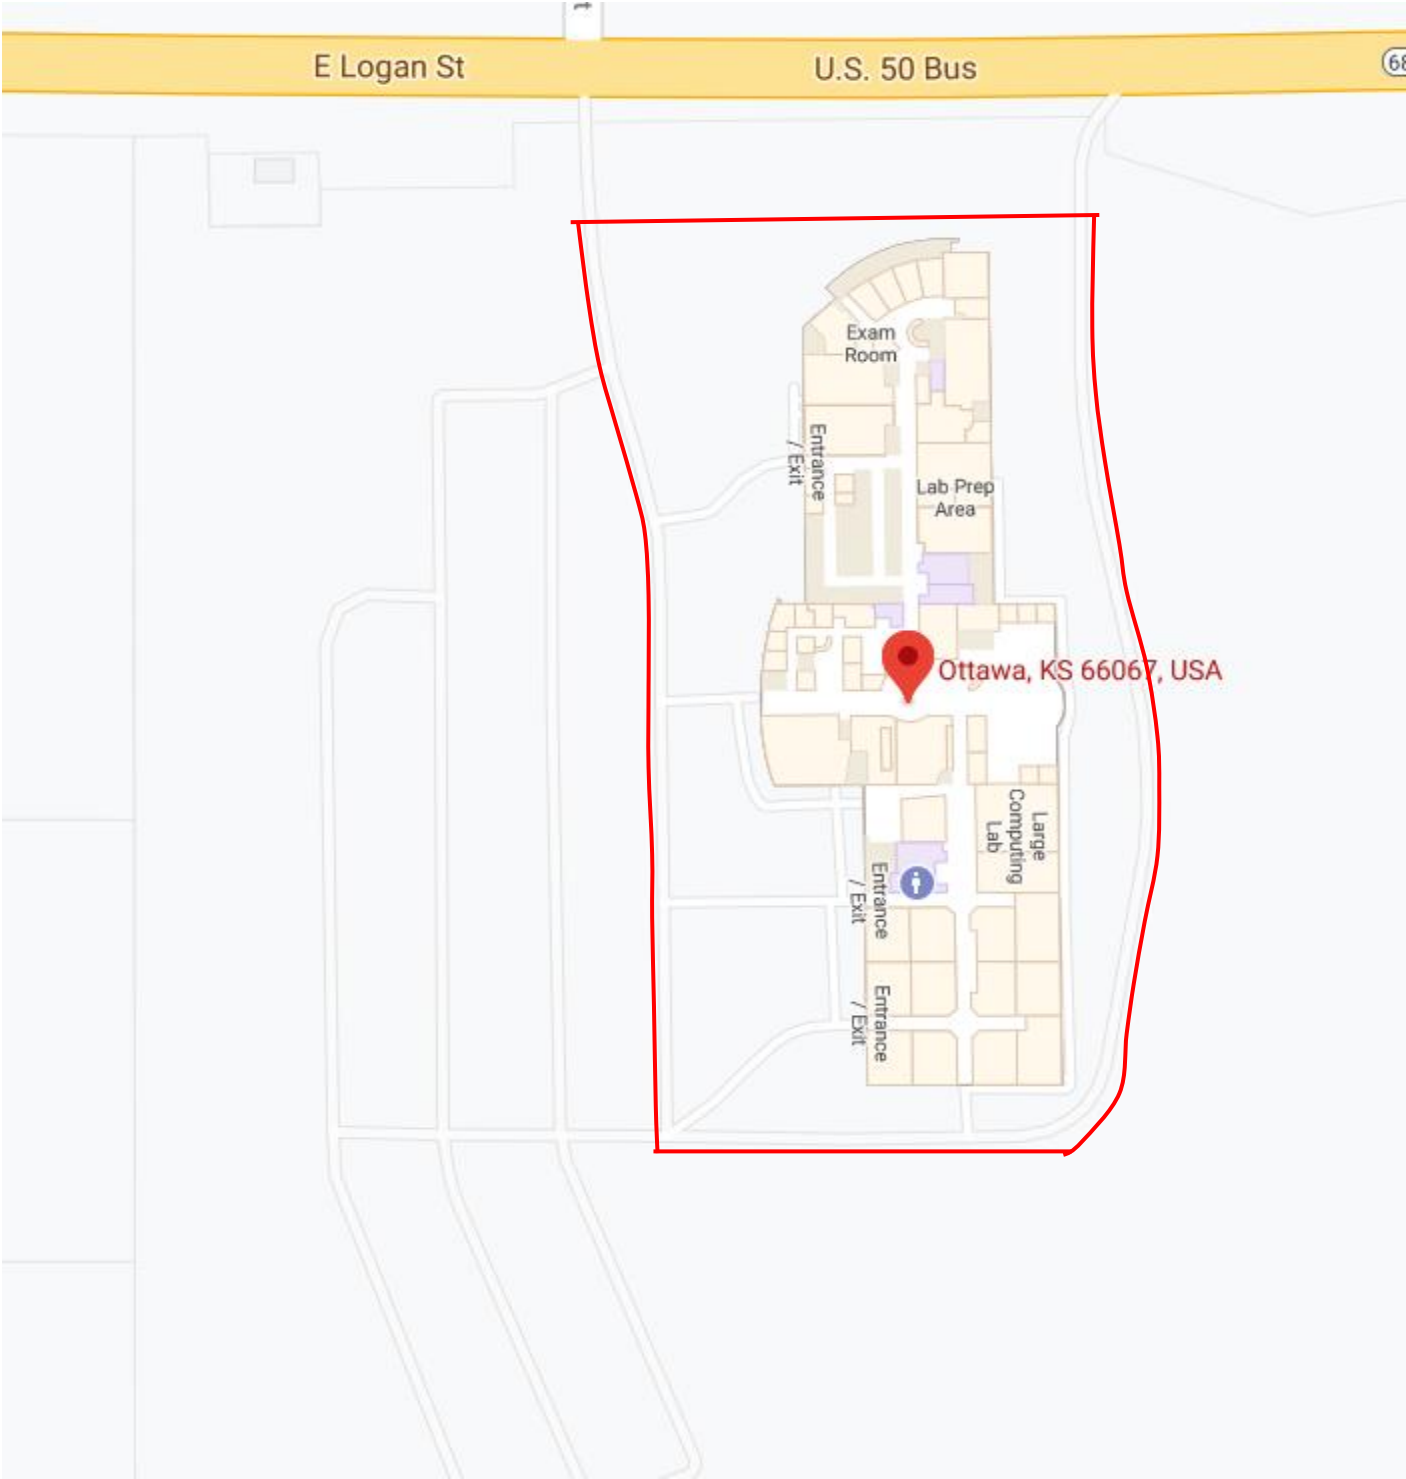 E Logan St
U.S. 50 Bus
68
Exam
Room
Entrance
/ Exit
Lab Prep
Area
Ottawa, KS 66067, USA
Large
Computing
Lab
Entrance
/ Exit
Entrance
/ Exit